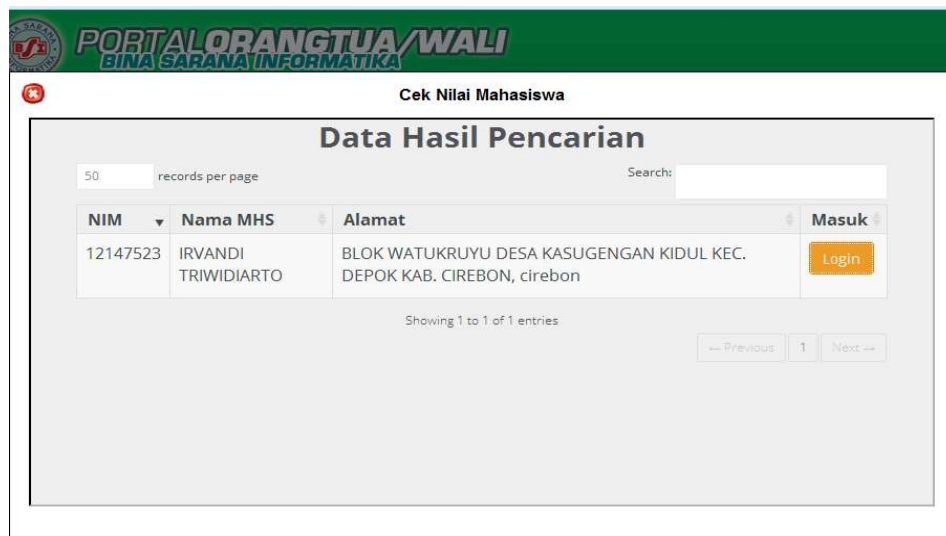 PORTALORANGTUA/WALI
BINA SARANA INFORMATIKA
Cek Nilai Mahasiswa
Data Hasil Pencarian
50 records per page Search:
NIM Nama MHS Alamat Masuk
12147523 IRVANDI TRIWIDIARTO BLOK WATUKRUYU DESA KASUGENGAN KIDUL KEC. DEPOK KAB. CIREBON, cirebon Login
Showing 1 to 1 of 1 entries
← Previous 1 Next →